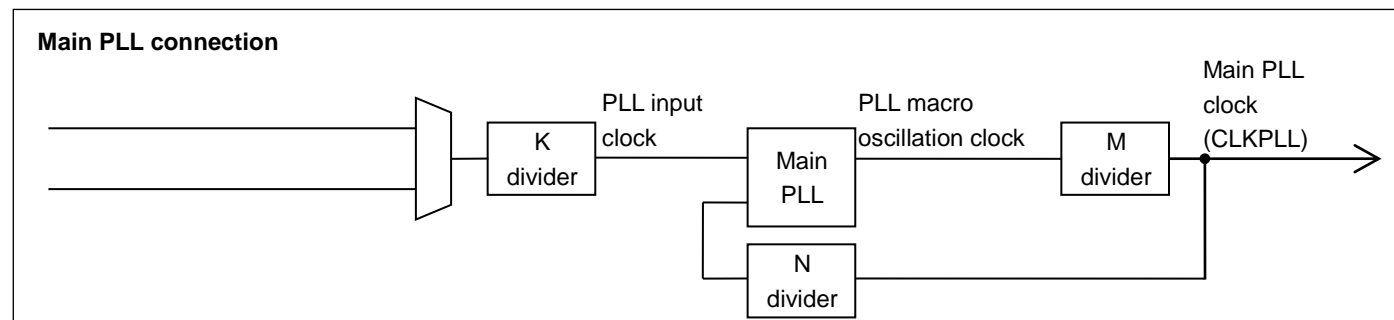 Main PLL connection
K
divider
PLL input
clock
Main
PLL
PLL macro
oscillation clock
M
divider
Main PLL
clock
(CLKPLL)
N
divider